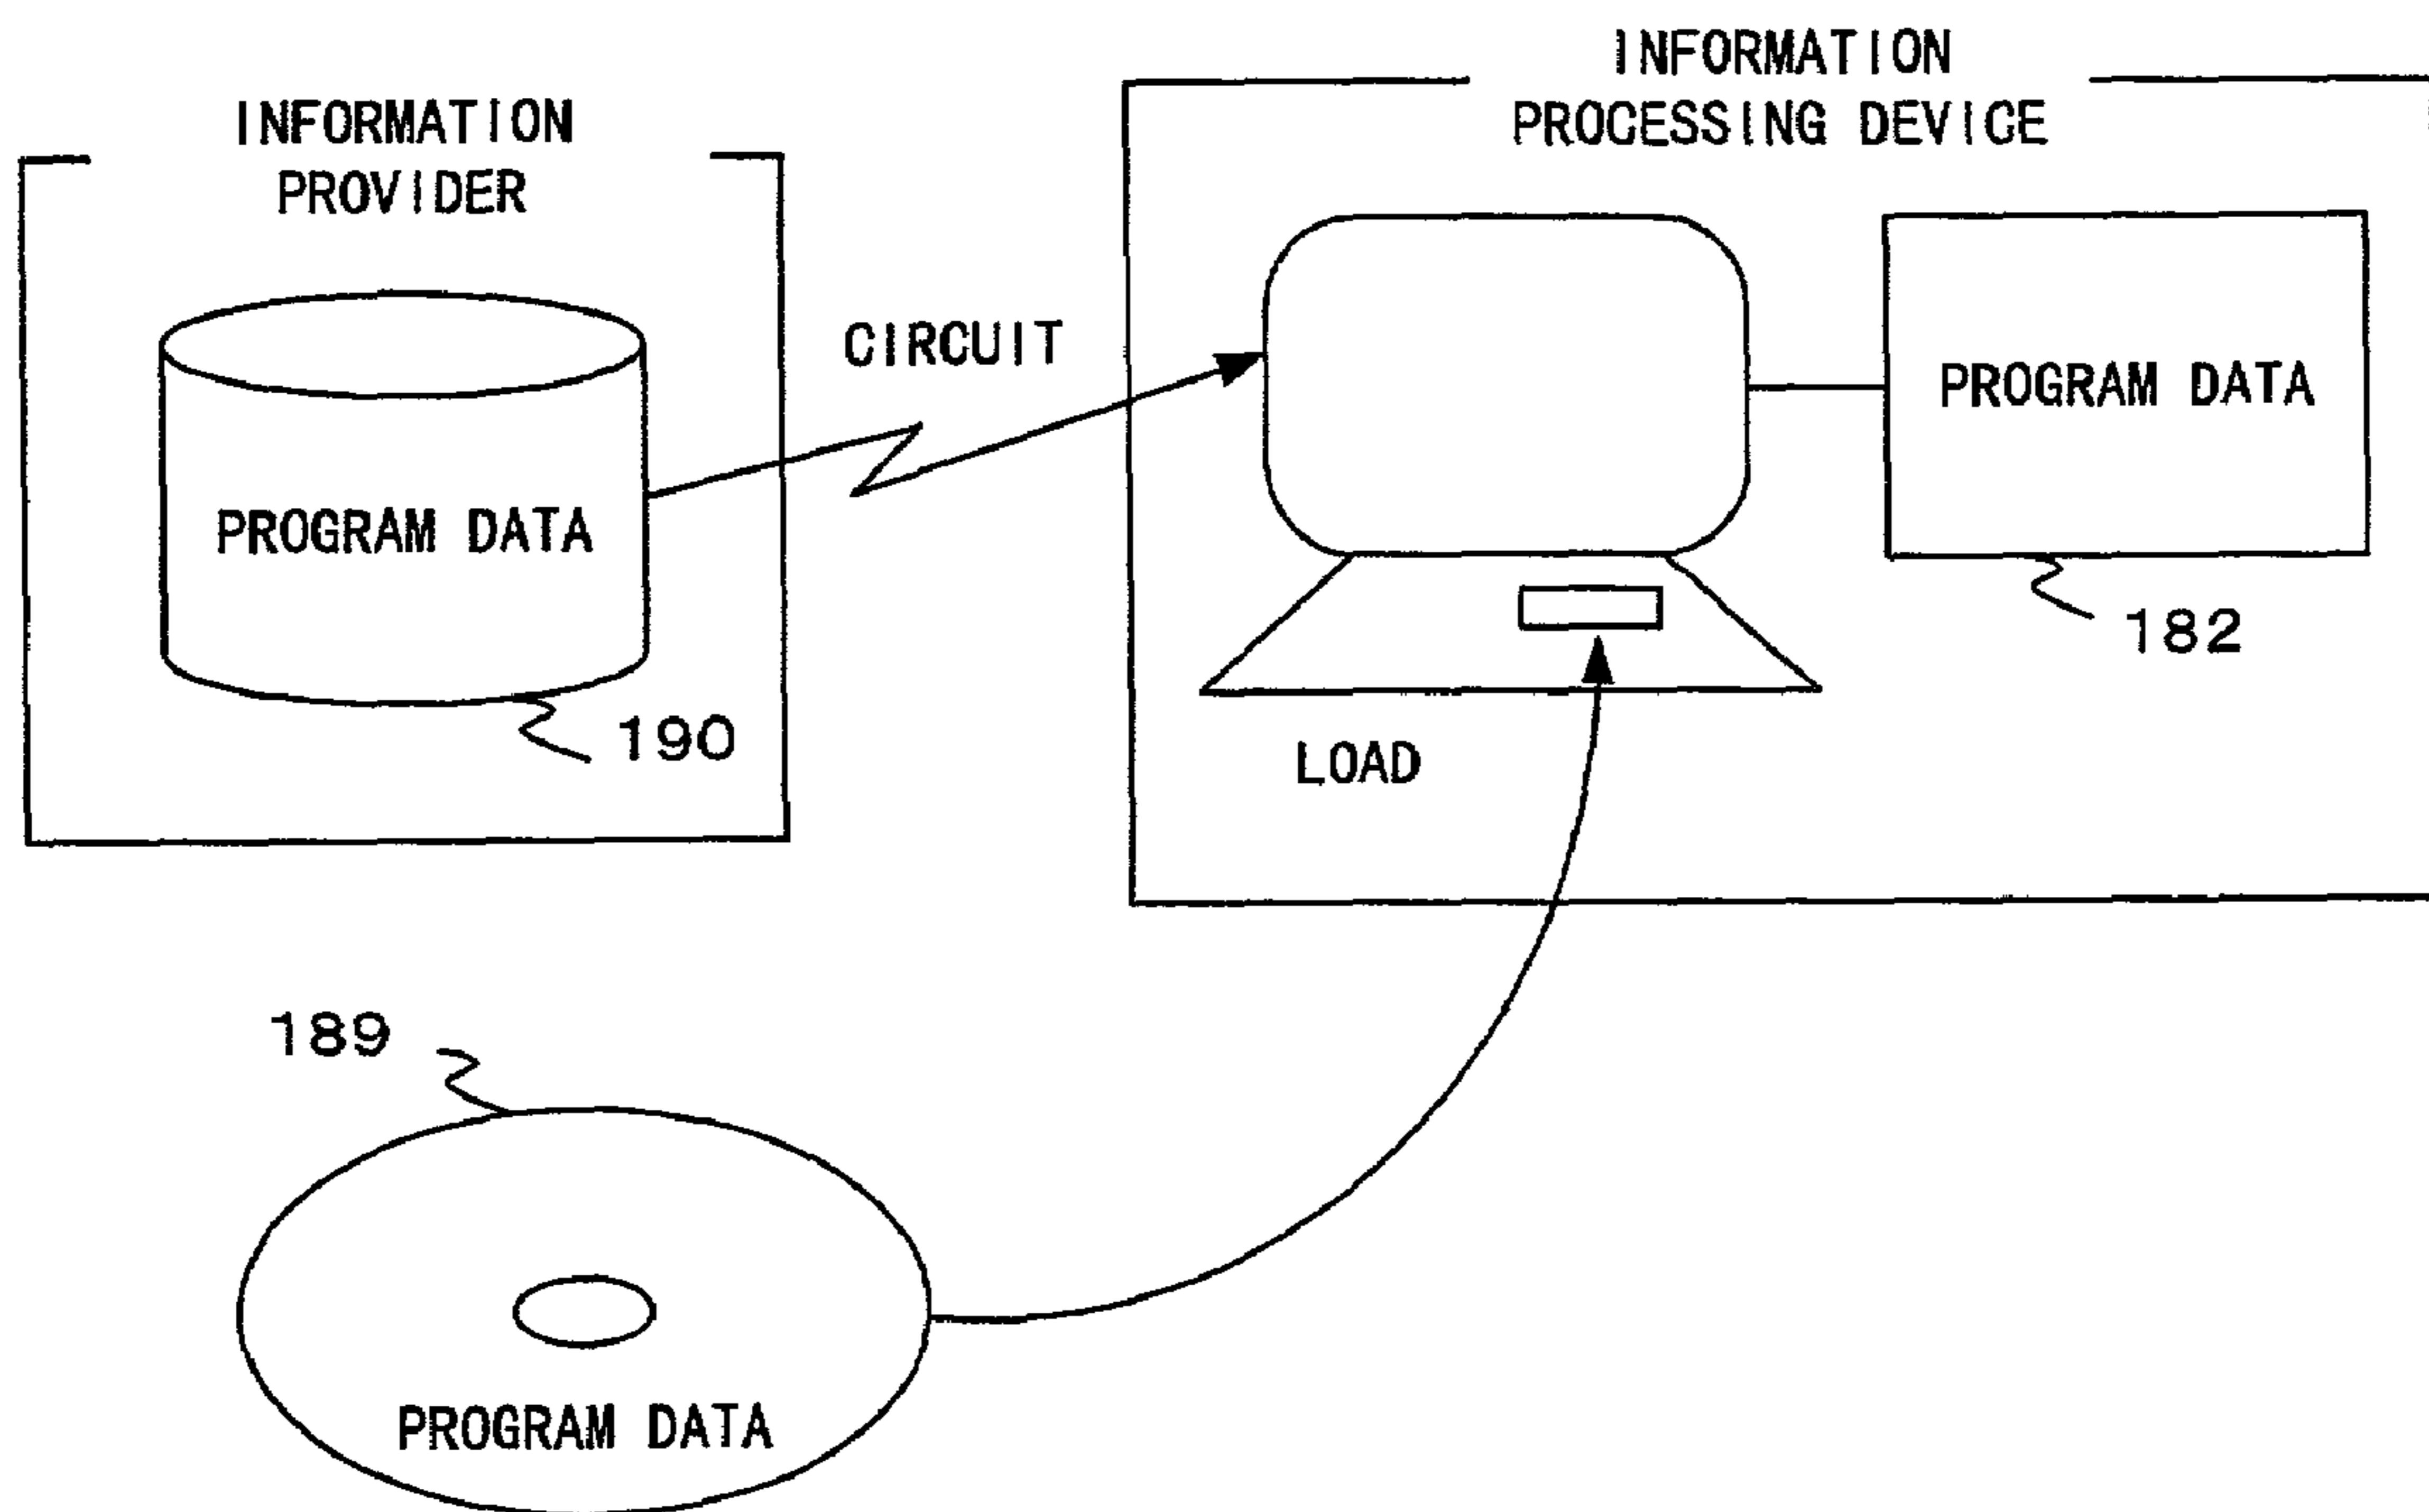 INFORMATION
PROVIDER
PROGRAM DATA
190
CIRCUIT
INFORMATION
PROCESSING DEVICE
PROGRAM DATA
182
LOAD
189
PROGRAM DATA